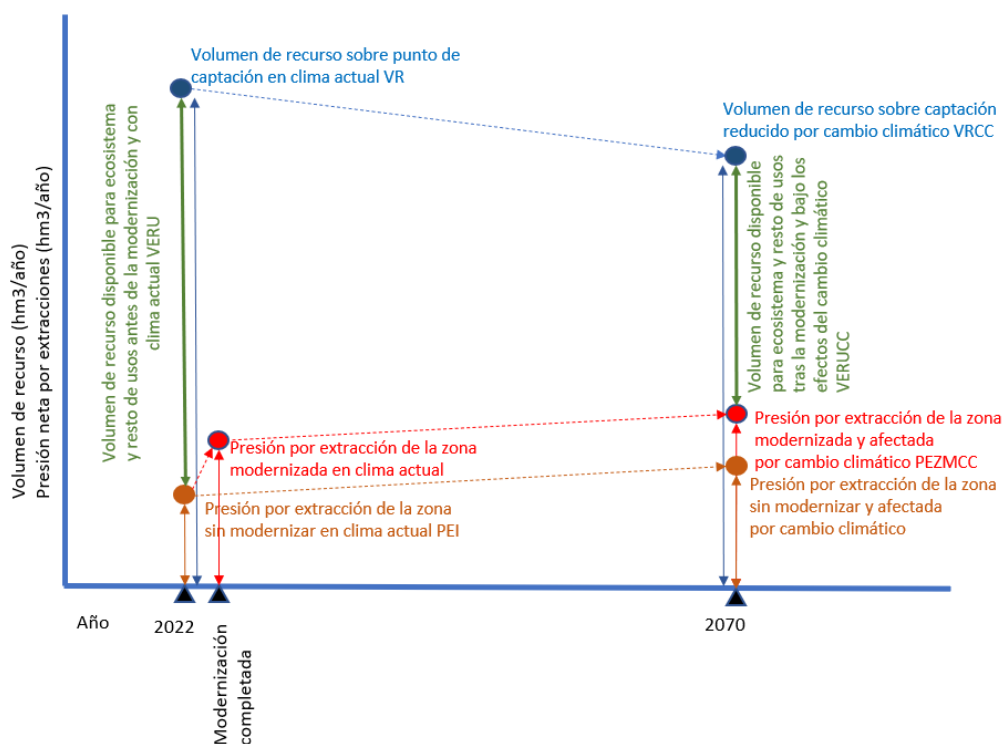 Volumen de recurso (hm3/año)
Presión neta por extracciones (hm3/año)
Volumen de recurso sobre punto de
captación en clima actual VR
Volumen de recurso disponible para ecosistema
y resto de usos antes de la modernización y con
clima actual VERU
Volumen de recurso sobre captación
reducido por cambio climático VRCC
Volumen de recurso disponible
para ecosistema y resto de usos
tras la modernización y bajo los
efectos del cambio climático
VERUCC
Presión por extracción de la zona
modernizada en clima actual
Presión por extracción de la zona
sin modernizar en clima actual PEI
Presión por extracción de la zona
modernizada y afectada
por cambio climático PEZMCC
Presión por extracción de la zona
sin modernizar y afectada
por cambio climático
Año
2022
Modernización
completada
2070